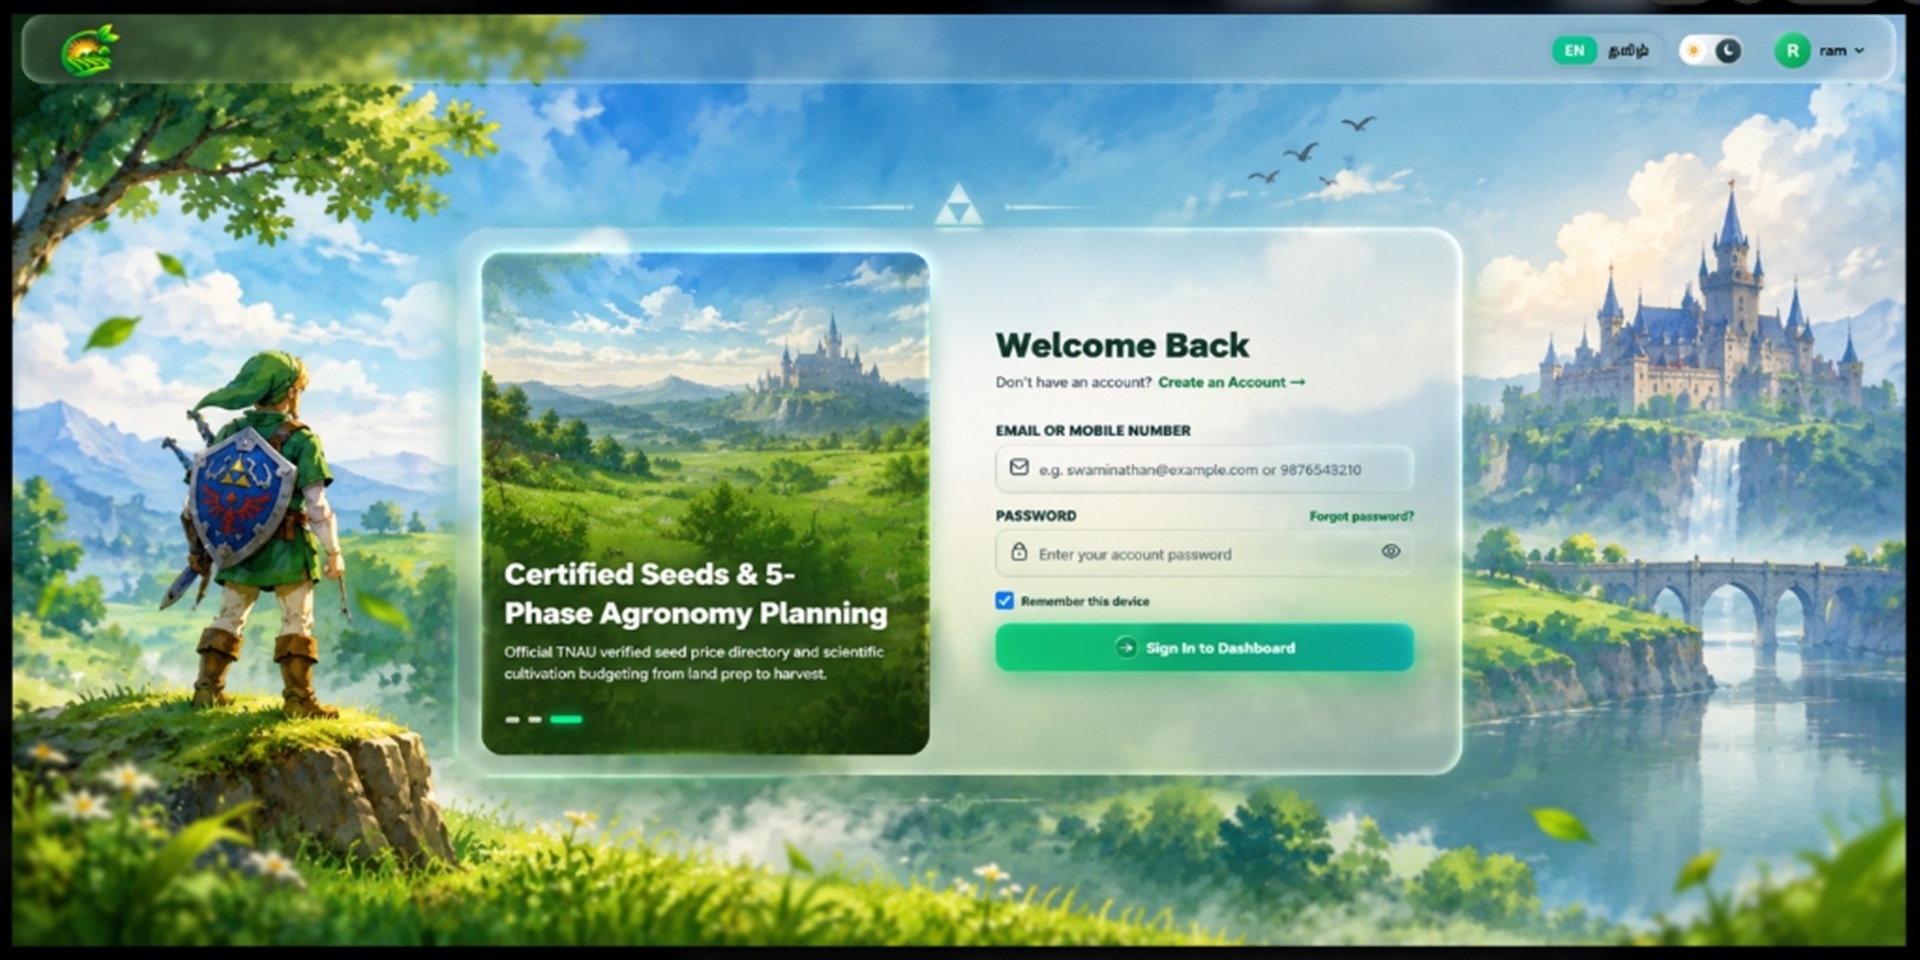 EN தமிழ்
R ram
Welcome Back
Don't have an account? Create an Account →
EMAIL OR MOBILE NUMBER
e.g. swaminathan@example.com or 9876543210
PASSWORD Forgot password?
Enter your account password
Remember this device
Sign In to Dashboard
Certified Seeds & 5-
Phase Agronomy Planning
Official TNAU verified seed price directory and scientific
cultivation budgeting from land prep to harvest.